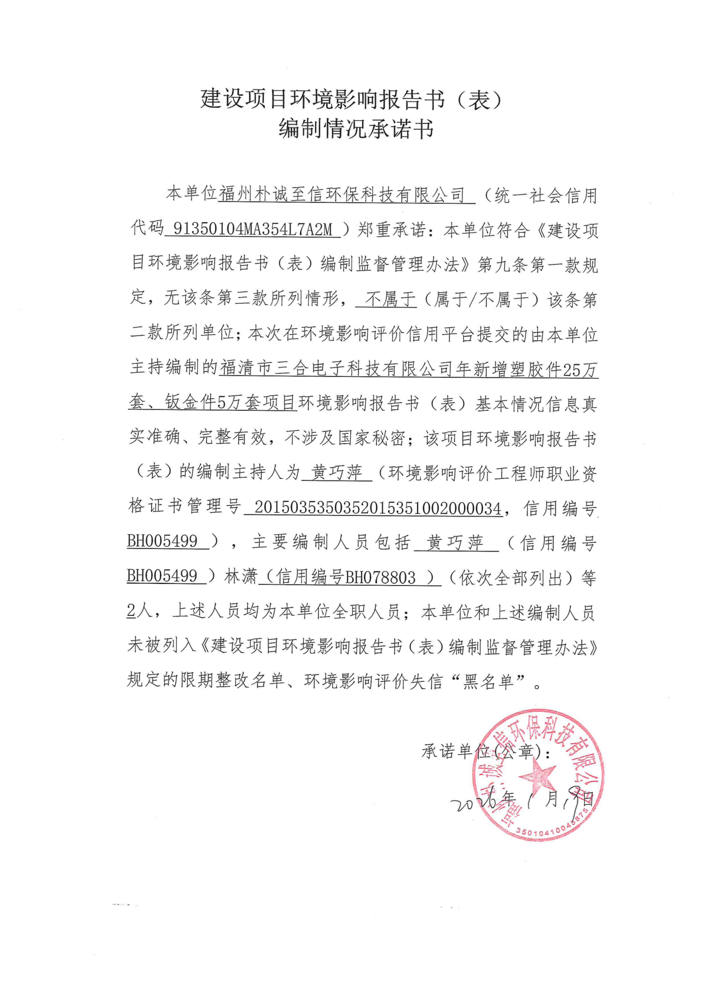 建设项目环境影响报告书（表）
编制情况承诺书
本单位福州朴诚至信环保科技有限公司 （统一社会信用
代码 91350104MA354L7A2M ）郑重承诺：本单位符合《建设项
目环境影响报告书（表）编制监督管理办法》第九条第一款规
定，无该条第三款所列情形， 不属于（属于/不属于）该条第
二款所列单位；本次在环境影响评价信用平台提交的由本单位
主持编制的福清市三合电子科技有限公司年新增塑胶件25万
套、钣金件5万套项目环境影响报告书（表）基本情况信息真
实准确、完整有效，不涉及国家秘密；该项目环境影响报告书
（表）的编制主持人为 黄巧萍 （环境影响评价工程师职业资
格证书管理号 2015035350352015351002000034，信用编号
BH005499 ），主要编制人员包括 黄巧萍 （信用编号
BH005499 ）林潇（信用编号BH078803 ）（依次全部列出）等
2人，上述人员均为本单位全职人员；本单位和上述编制人员
未被列入《建设项目环境影响报告书（表）编制监督管理办法》
规定的限期整改名单、环境影响评价失信“黑名单”。
承诺单位(公章)：
2026年1月19日
福州朴诚至信环保科技有限公司
35010410045875